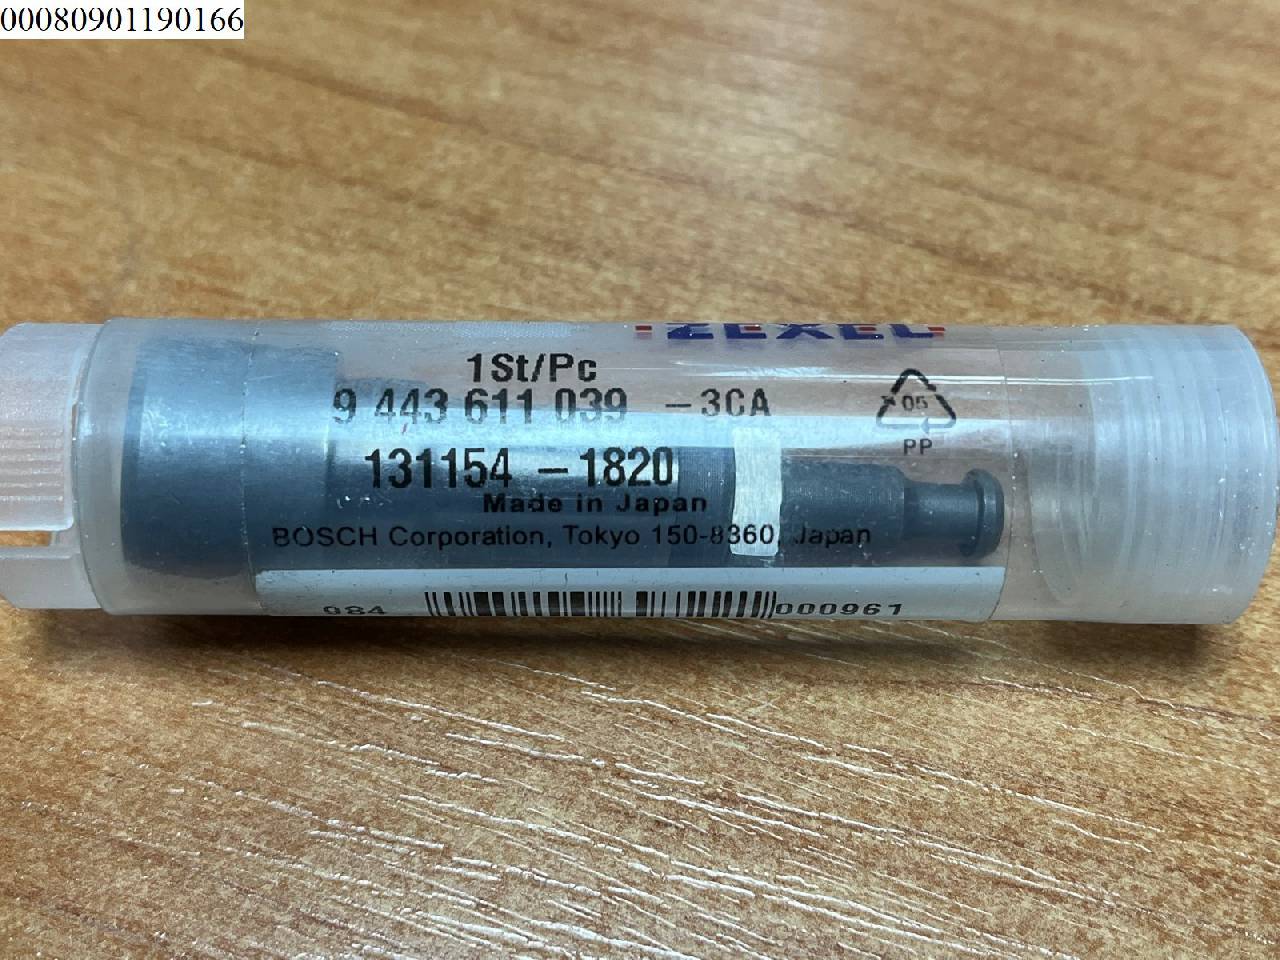 00080901190166
ZEXEL
1St/Pc
9 443 611 039 -3CA
131154 -1820
05
PP
Made in Japan
BOSCH Corporation, Tokyo 150-8360, Japan
984 000961